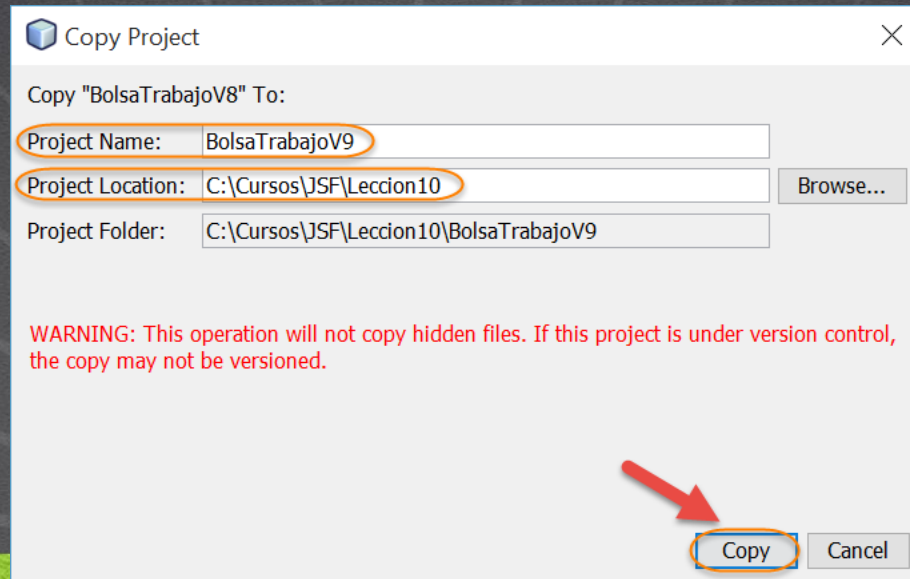 Copy Project
Copy "BolsaTrabajoV8" To:
Project Name: BolsaTrabajoV9
Project Location: C:\Cursos\JSF\Leccion10 Browse...
Project Folder: C:\Cursos\JSF\Leccion10\BolsaTrabajoV9
WARNING: This operation will not copy hidden files. If this project is under version control,
the copy may not be versioned.
Copy Cancel